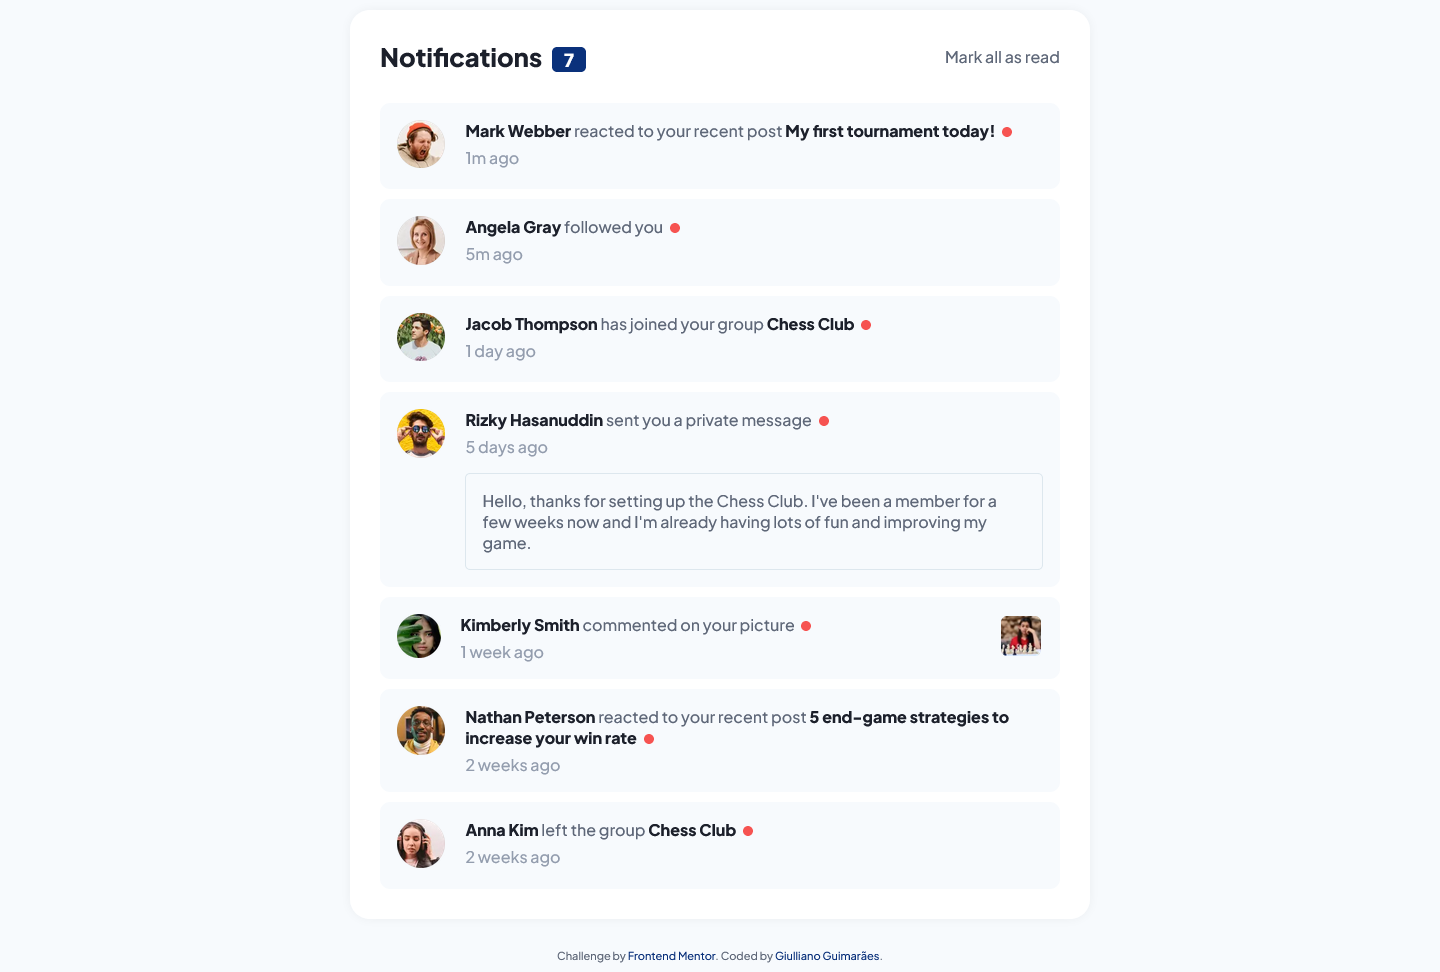 Notifications 7 Mark all as read
Mark Webber reacted to your recent post My first tournament today!
1m ago
Angela Gray followed you
5m ago
Jacob Thompson has joined your group Chess Club
1 day ago
Rizky Hasanuddin sent you a private message
5 days ago
Hello, thanks for setting up the Chess Club. I've been a member for a
few weeks now and I'm already having lots of fun and improving my
game.
Kimberly Smith commented on your picture
1 week ago
Nathan Peterson reacted to your recent post 5 end-game strategies to
increase your win rate
2 weeks ago
Anna Kim left the group Chess Club
2 weeks ago
Challenge by Frontend Mentor. Coded by Giulliano Guimarães.